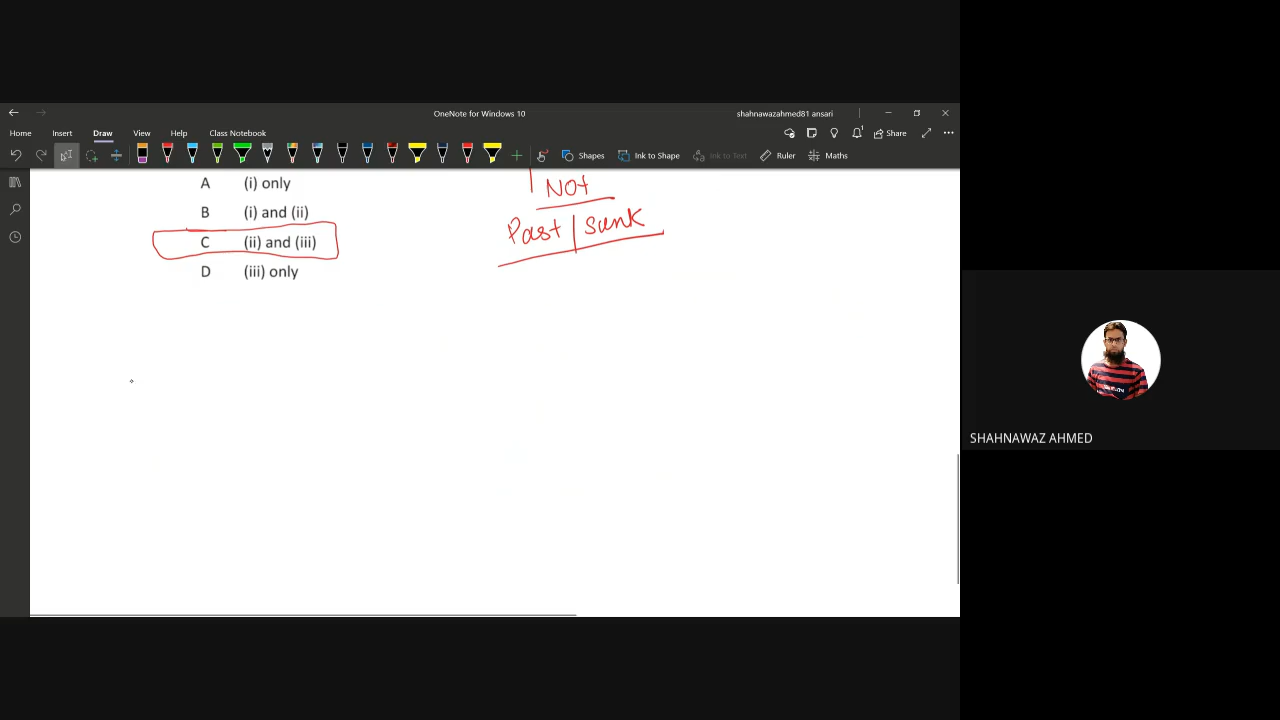 OneNote for Windows 10
shahnawazahmed81 ansari
Home Insert Draw View Help Class Notebook
Share
Shapes Ink to Shape Ink to Text Ruler Maths
A (i) only
B (i) and (ii)
C (ii) and (iii)
D (iii) only
Not
Past | Sunk
SHAHNAWAZ AHMED